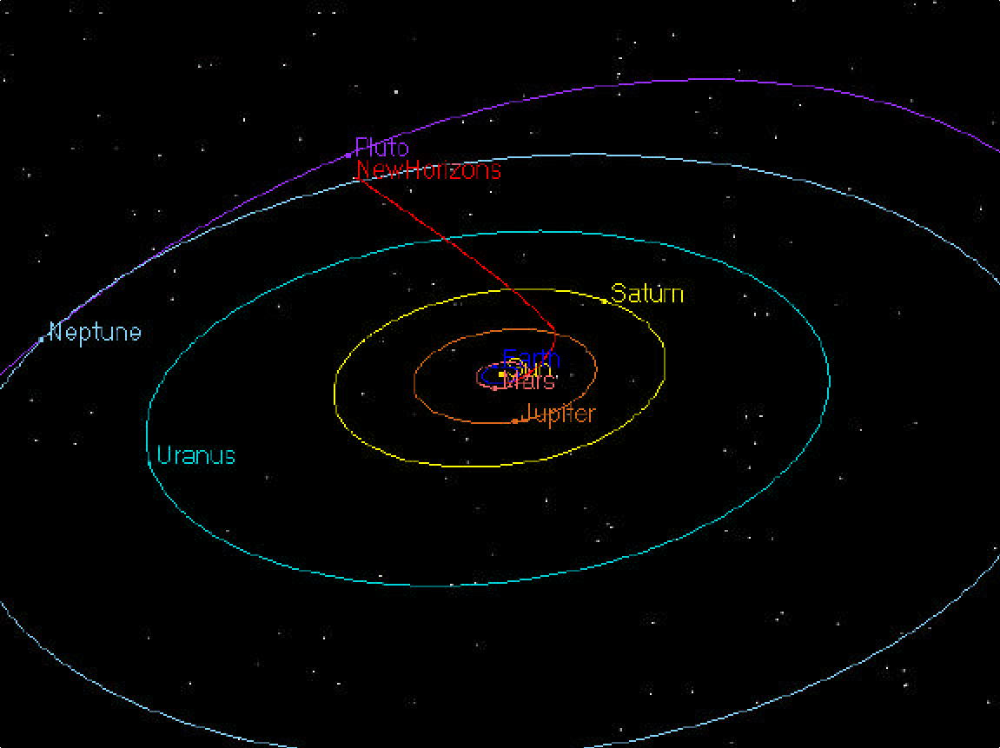 Pluto
NewHorizons
Saturn
Neptune
Earth
Sun
Mars
Jupiter
Uranus